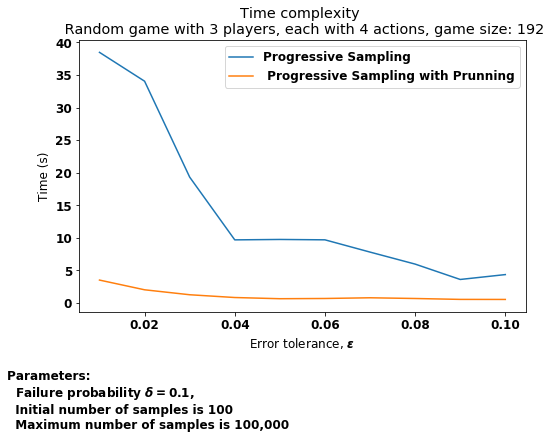 Time complexity
Random game with 3 players, each with 4 actions, game size: 192
Progressive Sampling
Progressive Sampling with Prunning
Time (s)
40
35
30
25
20
15
10
5
0
0.02 0.04 0.06 0.08 0.10
Error tolerance, ε
Parameters:
Failure probability δ = 0.1,
Initial number of samples is 100
Maximum number of samples is 100,000